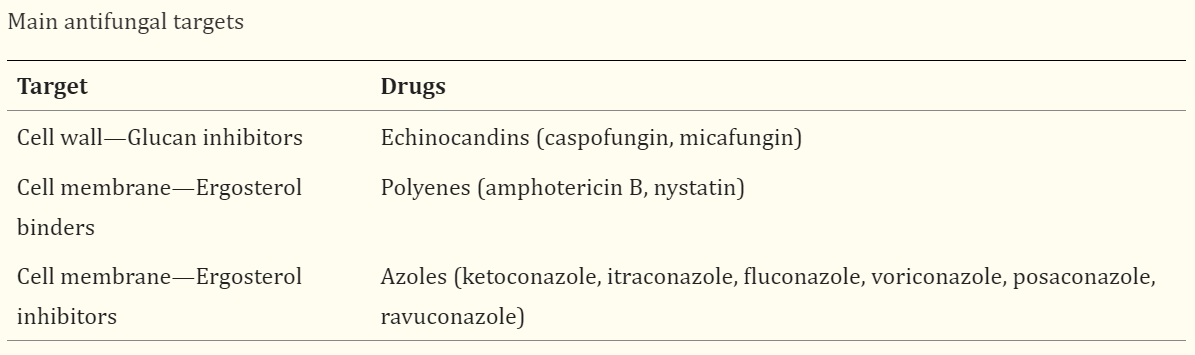 Main antifungal targets
Target Drugs
Cell wall—Glucan inhibitors Echinocandins (caspofungin, micafungin)
Cell membrane—Ergosterol Polyenes (amphotericin B, nystatin)
binders
Cell membrane—Ergosterol Azoles (ketoconazole, itraconazole, fluconazole, voriconazole, posaconazole,
inhibitors ravuconazole)